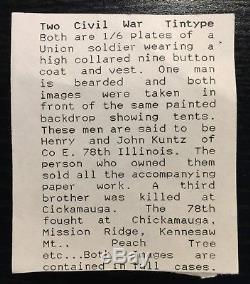 Two Civil War Tintype
Both are 1/6 plates of a
Union soldier wearing a
high collared nine button
coat and vest. One man
is bearded and both
images were taken in
front of the same painted
backdrop showing tents.
These men are said to be
Henry and John Kuntz of
Co E. 78th Illinois. The
person who owned them
sold all the accompanying
paper work. A third
brother was killed at
Cickamauga. The 78th
fought at Chickamauga,
Mission Ridge, Kennesaw
Mt.. Peach Tree
etc...Both images are
contained in full cases.